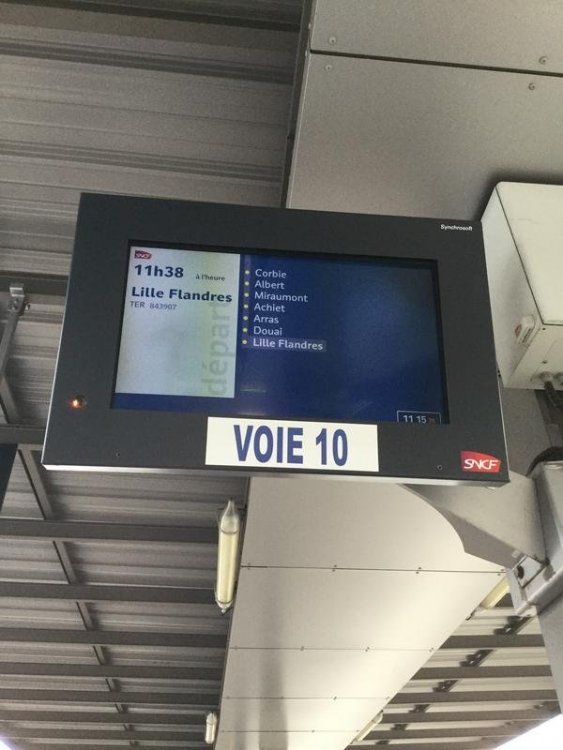 Synchrosoft
SNCF
11h38 à l'heure
Lille Flandres
TER 843907
départ
Corbie
Albert
Miraumont
Achiet
Arras
Douai
Lille Flandres
11 15
VOIE 10
SNCF